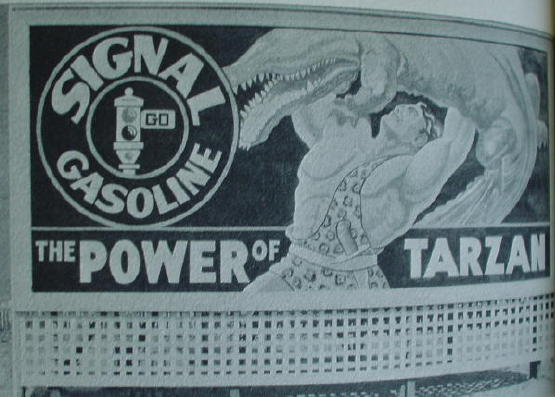 SIGNAL
GO
GASOLINE
THE POWER OF TARZAN